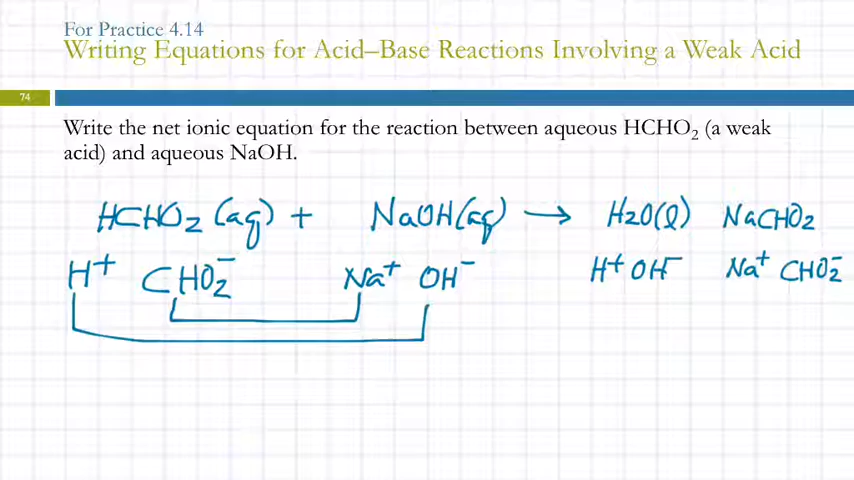 For Practice 4.14
Writing Equations for Acid–Base Reactions Involving a Weak Acid
74
Write the net ionic equation for the reaction between aqueous HCHO₂ (a weak
acid) and aqueous NaOH.
HCHO₂ (aq) + NaOH(aq) → H2O(l) NaCHO2
H⁺ CHO₂⁻ Na⁺ OH⁻ H⁺ OH⁻ Na⁺ CHO₂⁻